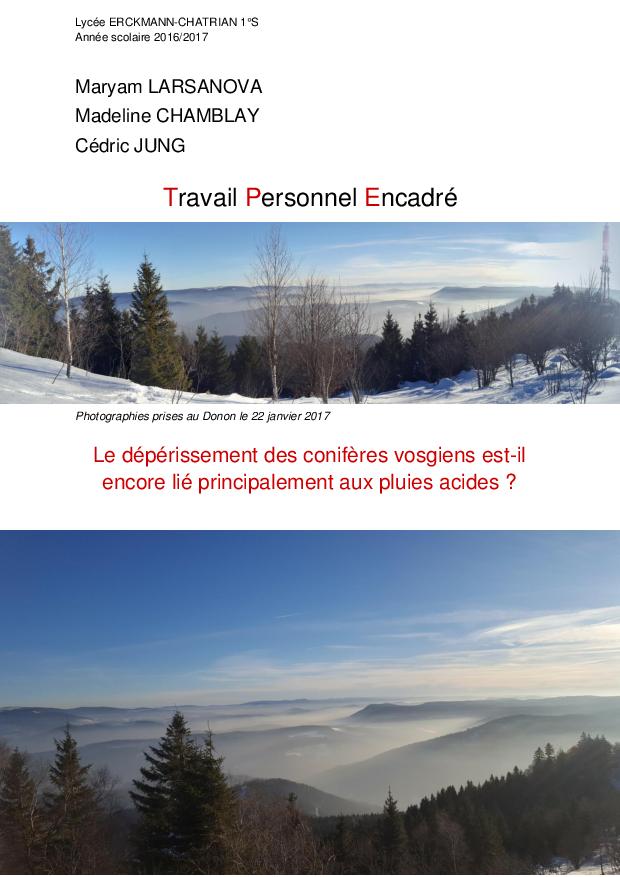 Lycée ERCKMANN-CHATRIAN 1°S
Année scolaire 2016/2017
Maryam LARSANOVA
Madeline CHAMBLAY
Cédric JUNG
Travail Personnel Encadré
Photographies prises au Donon le 22 janvier 2017
Le dépérissement des conifères vosgiens est-il
encore lié principalement aux pluies acides ?